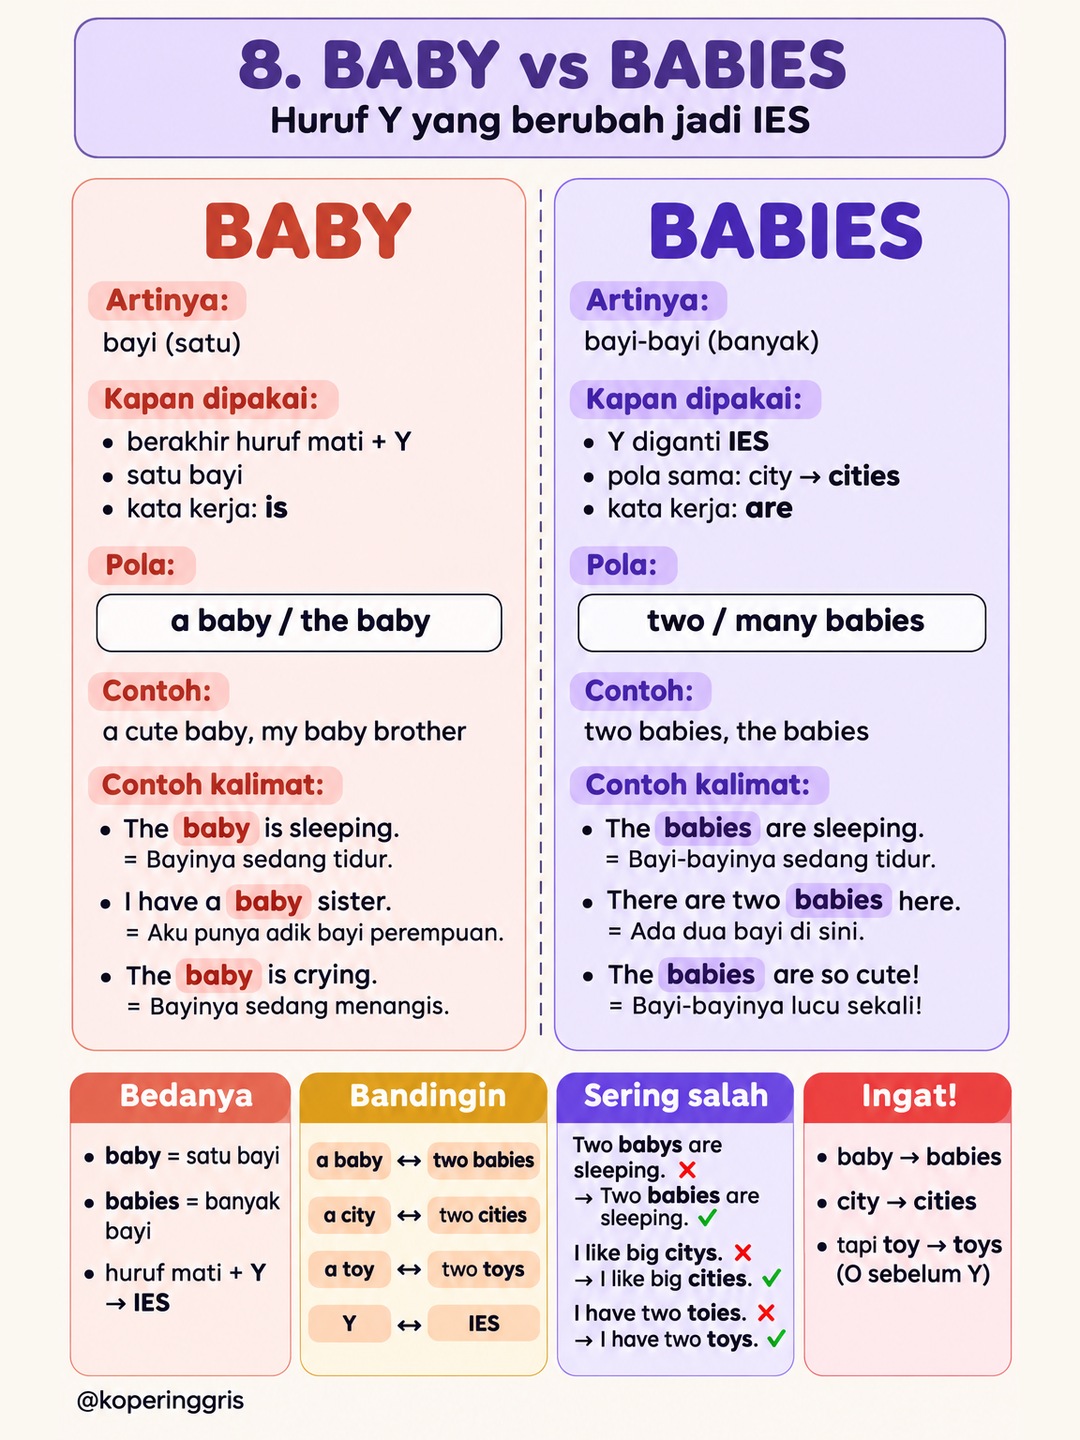 8. BABY vs BABIES
Huruf Y yang berubah jadi IES
BABY
Artinya:
bayi (satu)
Kapan dipakai:
• berakhir huruf mati + Y
• satu bayi
• kata kerja: is
Pola:
a baby / the baby
Contoh:
a cute baby, my baby brother
Contoh kalimat:
• The baby is sleeping.
= Bayinya sedang tidur.
• I have a baby sister.
= Aku punya adik bayi perempuan.
• The baby is crying.
= Bayinya sedang menangis.
BABIES
Artinya:
bayi-bayi (banyak)
Kapan dipakai:
• Y diganti IES
• pola sama: city → cities
• kata kerja: are
Pola:
two / many babies
Contoh:
two babies, the babies
Contoh kalimat:
• The babies are sleeping.
= Bayi-bayinya sedang tidur.
• There are two babies here.
= Ada dua bayi di sini.
• The babies are so cute!
= Bayi-bayinya lucu sekali!
Bedanya
• baby = satu bayi
• babies = banyak
bayi
• huruf mati + Y
→ IES
Bandingin
a baby ↔ two babies
a city ↔ two cities
a toy ↔ two toys
Y ↔ IES
Sering salah
Two babys are
sleeping. ❌
→ Two babies are
sleeping. ✓
I like big citys. ❌
→ I like big cities. ✓
I have two toies. ❌
→ I have two toys. ✓
Ingat!
• baby → babies
• city → cities
• tapi toy → toys
(O sebelum Y)
@koperinggris